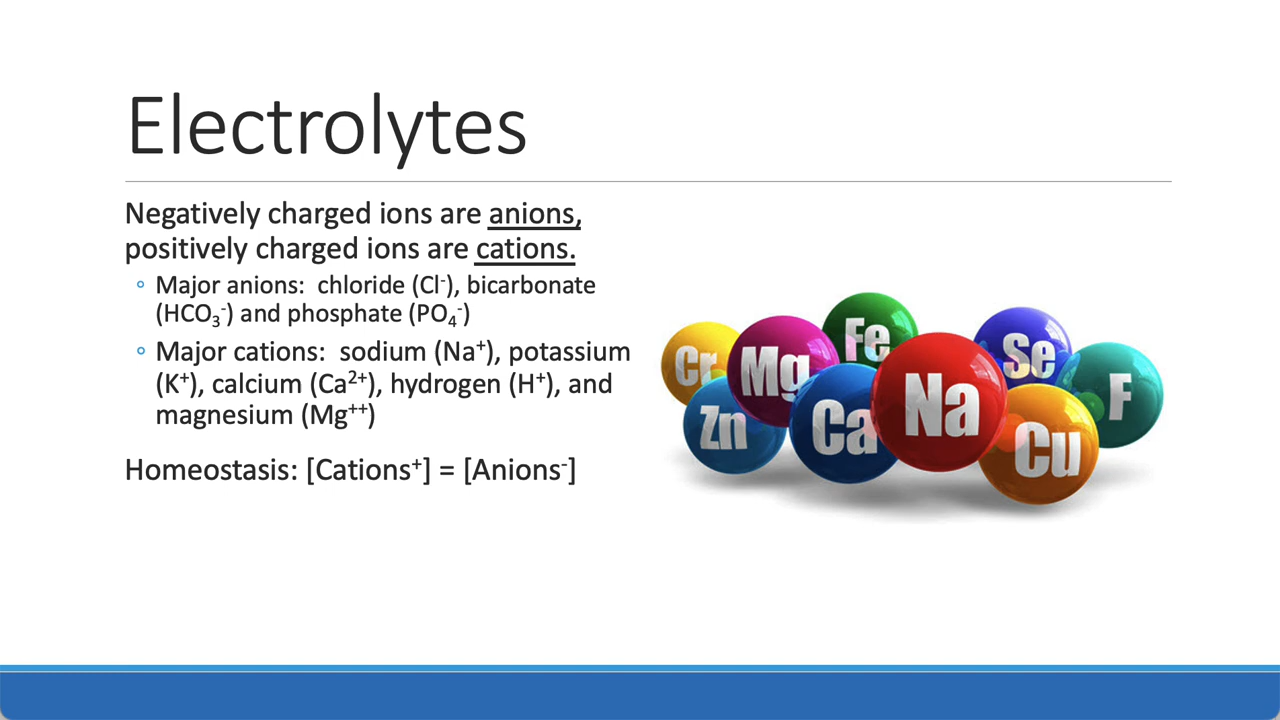 Electrolytes
Negatively charged ions are anions,
positively charged ions are cations.
◦ Major anions:  chloride (Cl⁻), bicarbonate
(HCO₃⁻) and phosphate (PO₄⁻)
◦ Major cations:  sodium (Na⁺), potassium
(K⁺), calcium (Ca²⁺), hydrogen (H⁺), and
magnesium (Mg⁺⁺)
Homeostasis: [Cations⁺] = [Anions⁻]
Cr
Mg
Fe
Se
F
Zn
Ca
Na
Cu